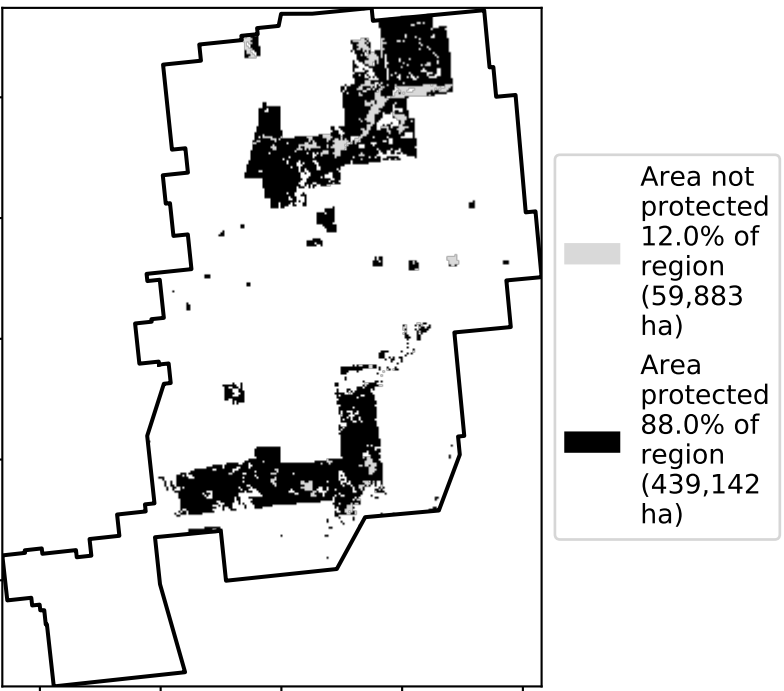 Area not
protected
12.0% of
region
(59,883
ha)
Area
protected
88.0% of
region
(439,142
ha)